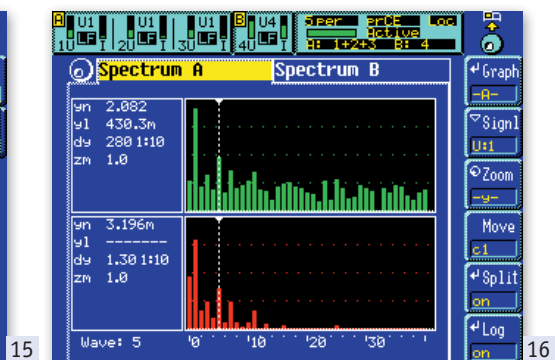 A U1 U1 U1 B U4 Sper erCE Loc
1U LF I 2U LF I 3U LF I 4U LF I Active
A: 1+2+3 B: 4
Spectrum A Spectrum B
yn 2.082
yl 430.3m
dy 280 1:10
zm 1.0
yn 3.196m
yl -------
dy 1.30 1:10
zm 1.0
Wave: 5 '0' '10' '20' '30'
Graph
-A-
Signl
U:1
Zoom
-y-
Move
c1
Split
on
Log
on
15
16